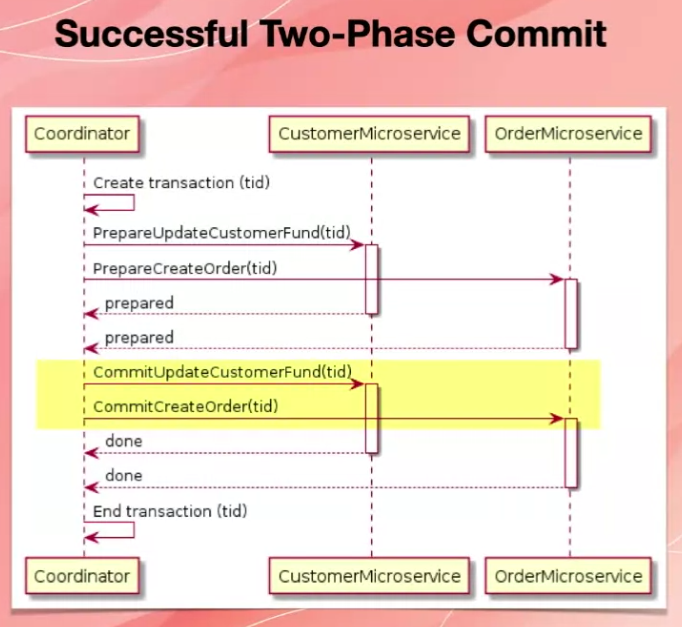 Successful Two-Phase Commit
Coordinator CustomerMicroservice OrderMicroservice
Create transaction (tid)
PrepareUpdateCustomerFund(tid)
PrepareCreateOrder(tid)
prepared
prepared
CommitUpdateCustomerFund(tid)
CommitCreateOrder(tid)
done
done
End transaction (tid)
Coordinator CustomerMicroservice OrderMicroservice